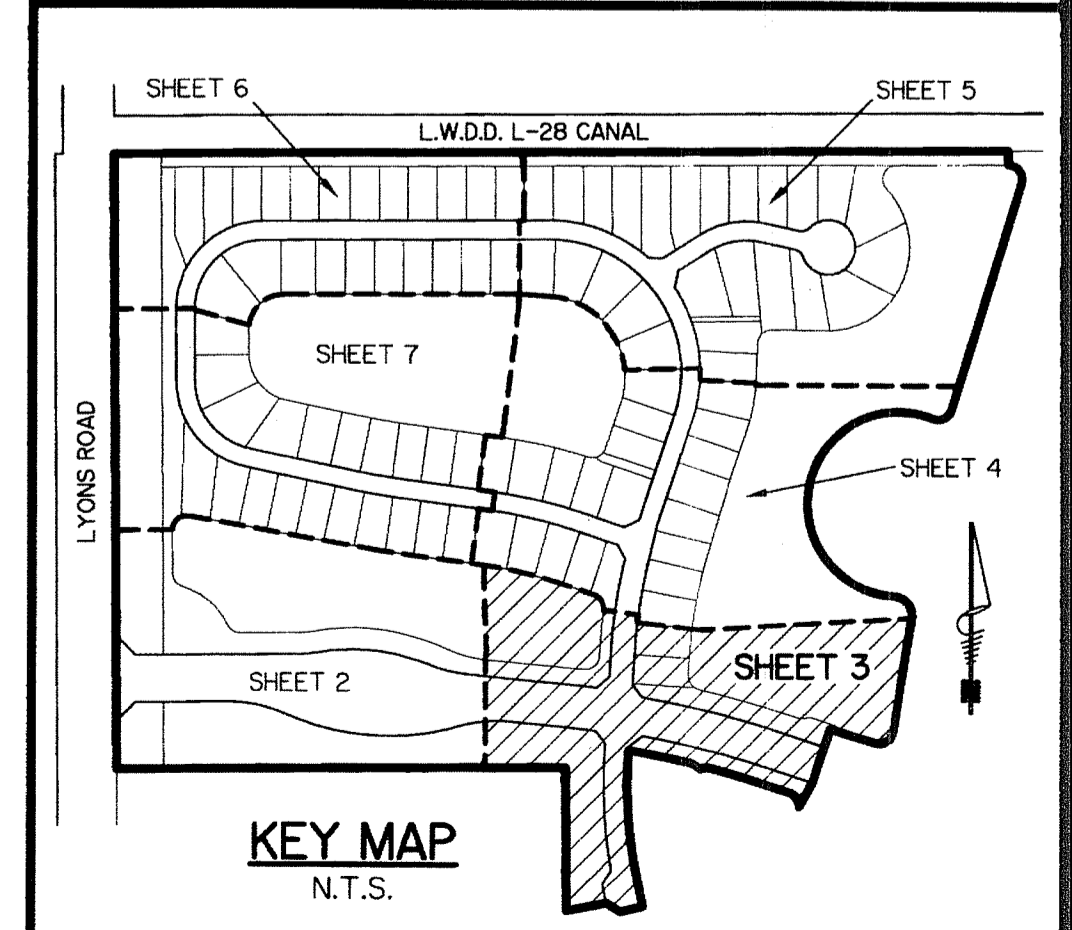 SHEET 6
SHEET 5
L.W.D.D. L-28 CANAL
SHEET 7
LYONS ROAD
SHEET 4
SHEET 3
SHEET 2
KEY MAP
N.T.S.